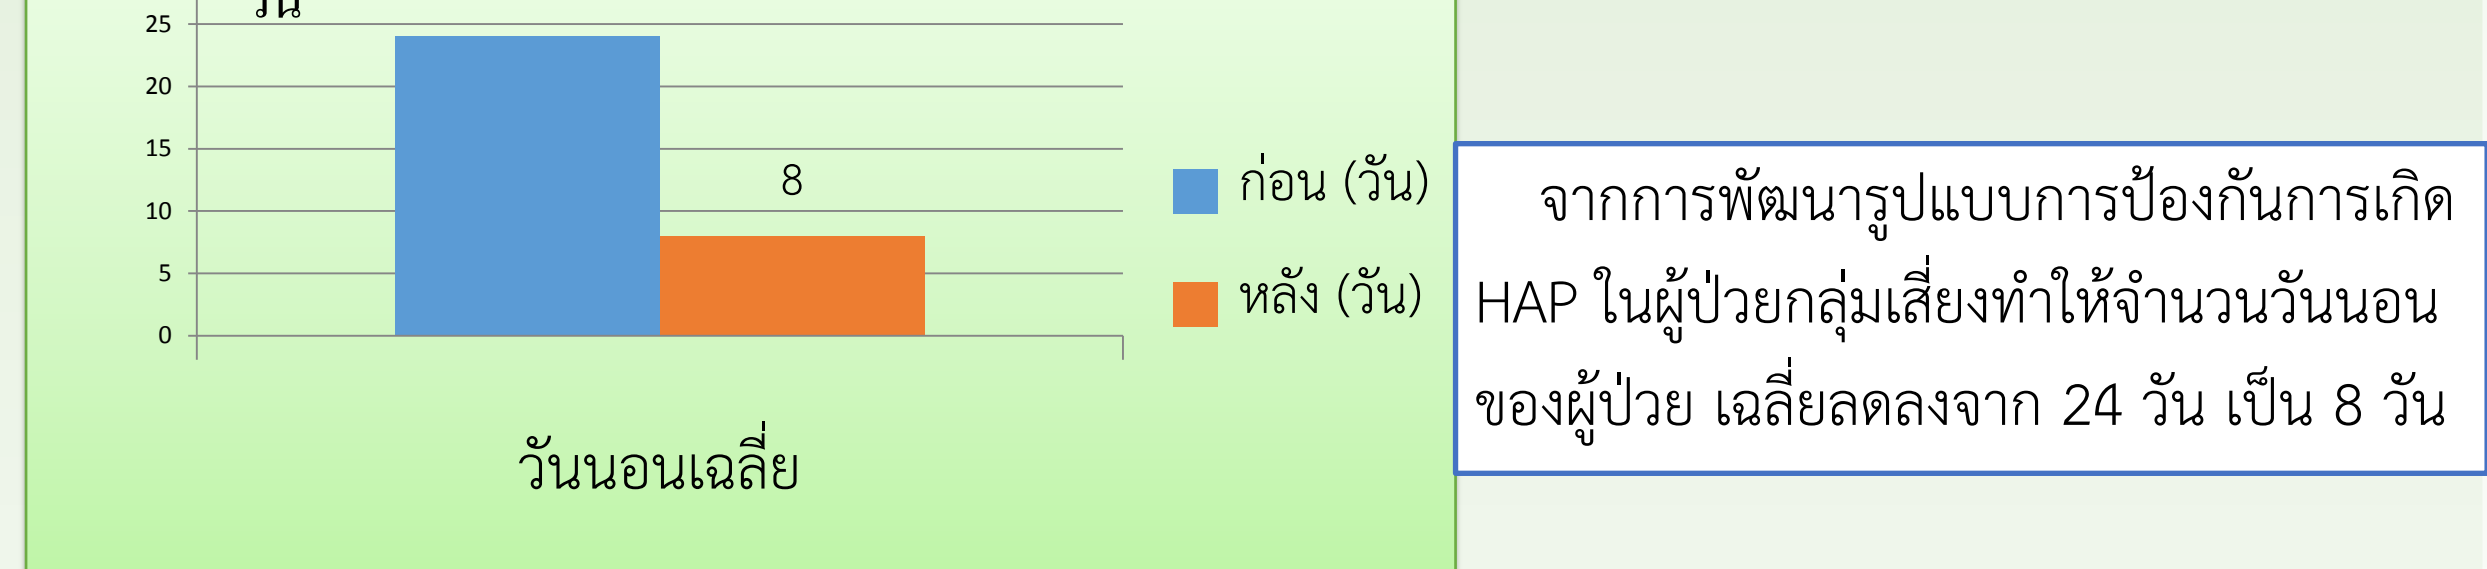 วัน
25
20
15
10
5
0
8
วันนอนเฉลี่ย
ก่อน (วัน)
หลัง (วัน)
จากการพัฒนารูปแบบการป้องกันการเกิด
HAP ในผู้ป่วยกลุ่มเสี่ยงทำให้จำนวนวันนอน
ของผู้ป่วย เฉลี่ยลดลงจาก 24 วัน เป็น 8 วัน